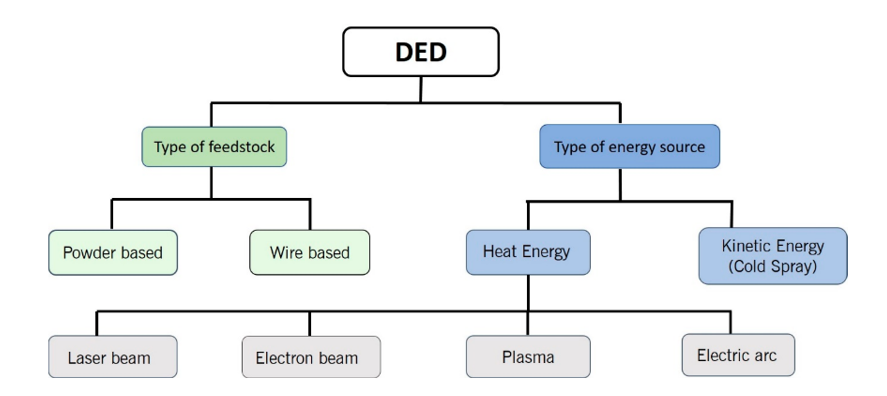 DED
Type of feedstock
Type of energy source
Powder based
Wire based
Heat Energy
Kinetic Energy
(Cold Spray)
Laser beam
Electron beam
Plasma
Electric arc